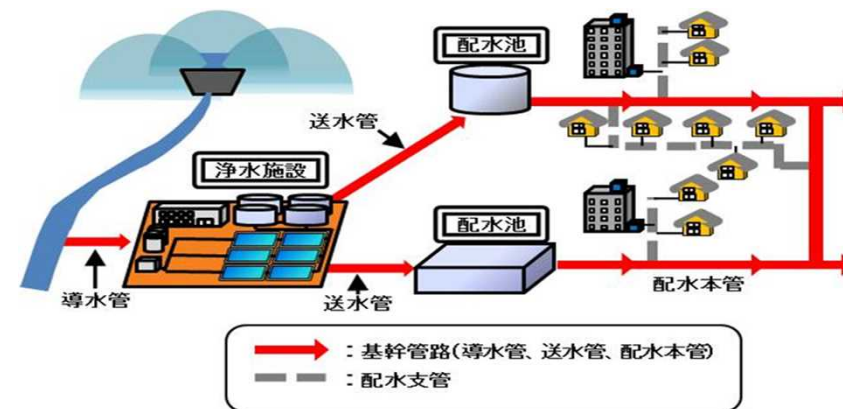 配水池
送水管
浄水施設
配水池
導水管
送水管
配水本管
：基幹管路(導水管、送水管、配水本管)
：配水支管